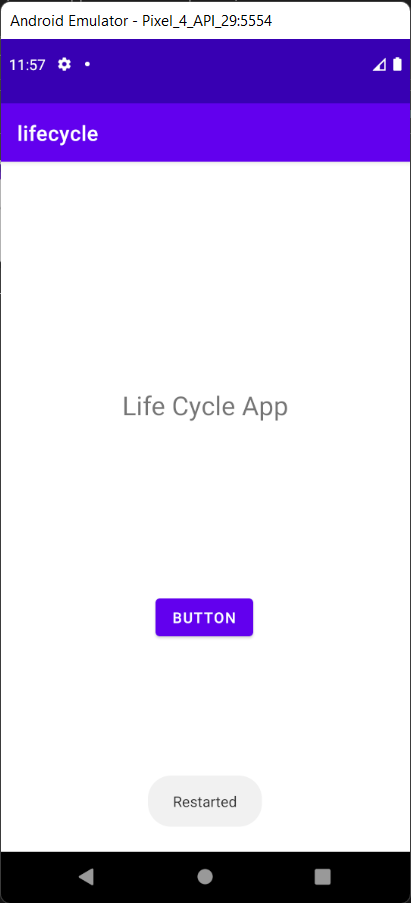 Android Emulator - Pixel_4_API_29:5554
11:57
lifecycle
Life Cycle App
BUTTON
Restarted